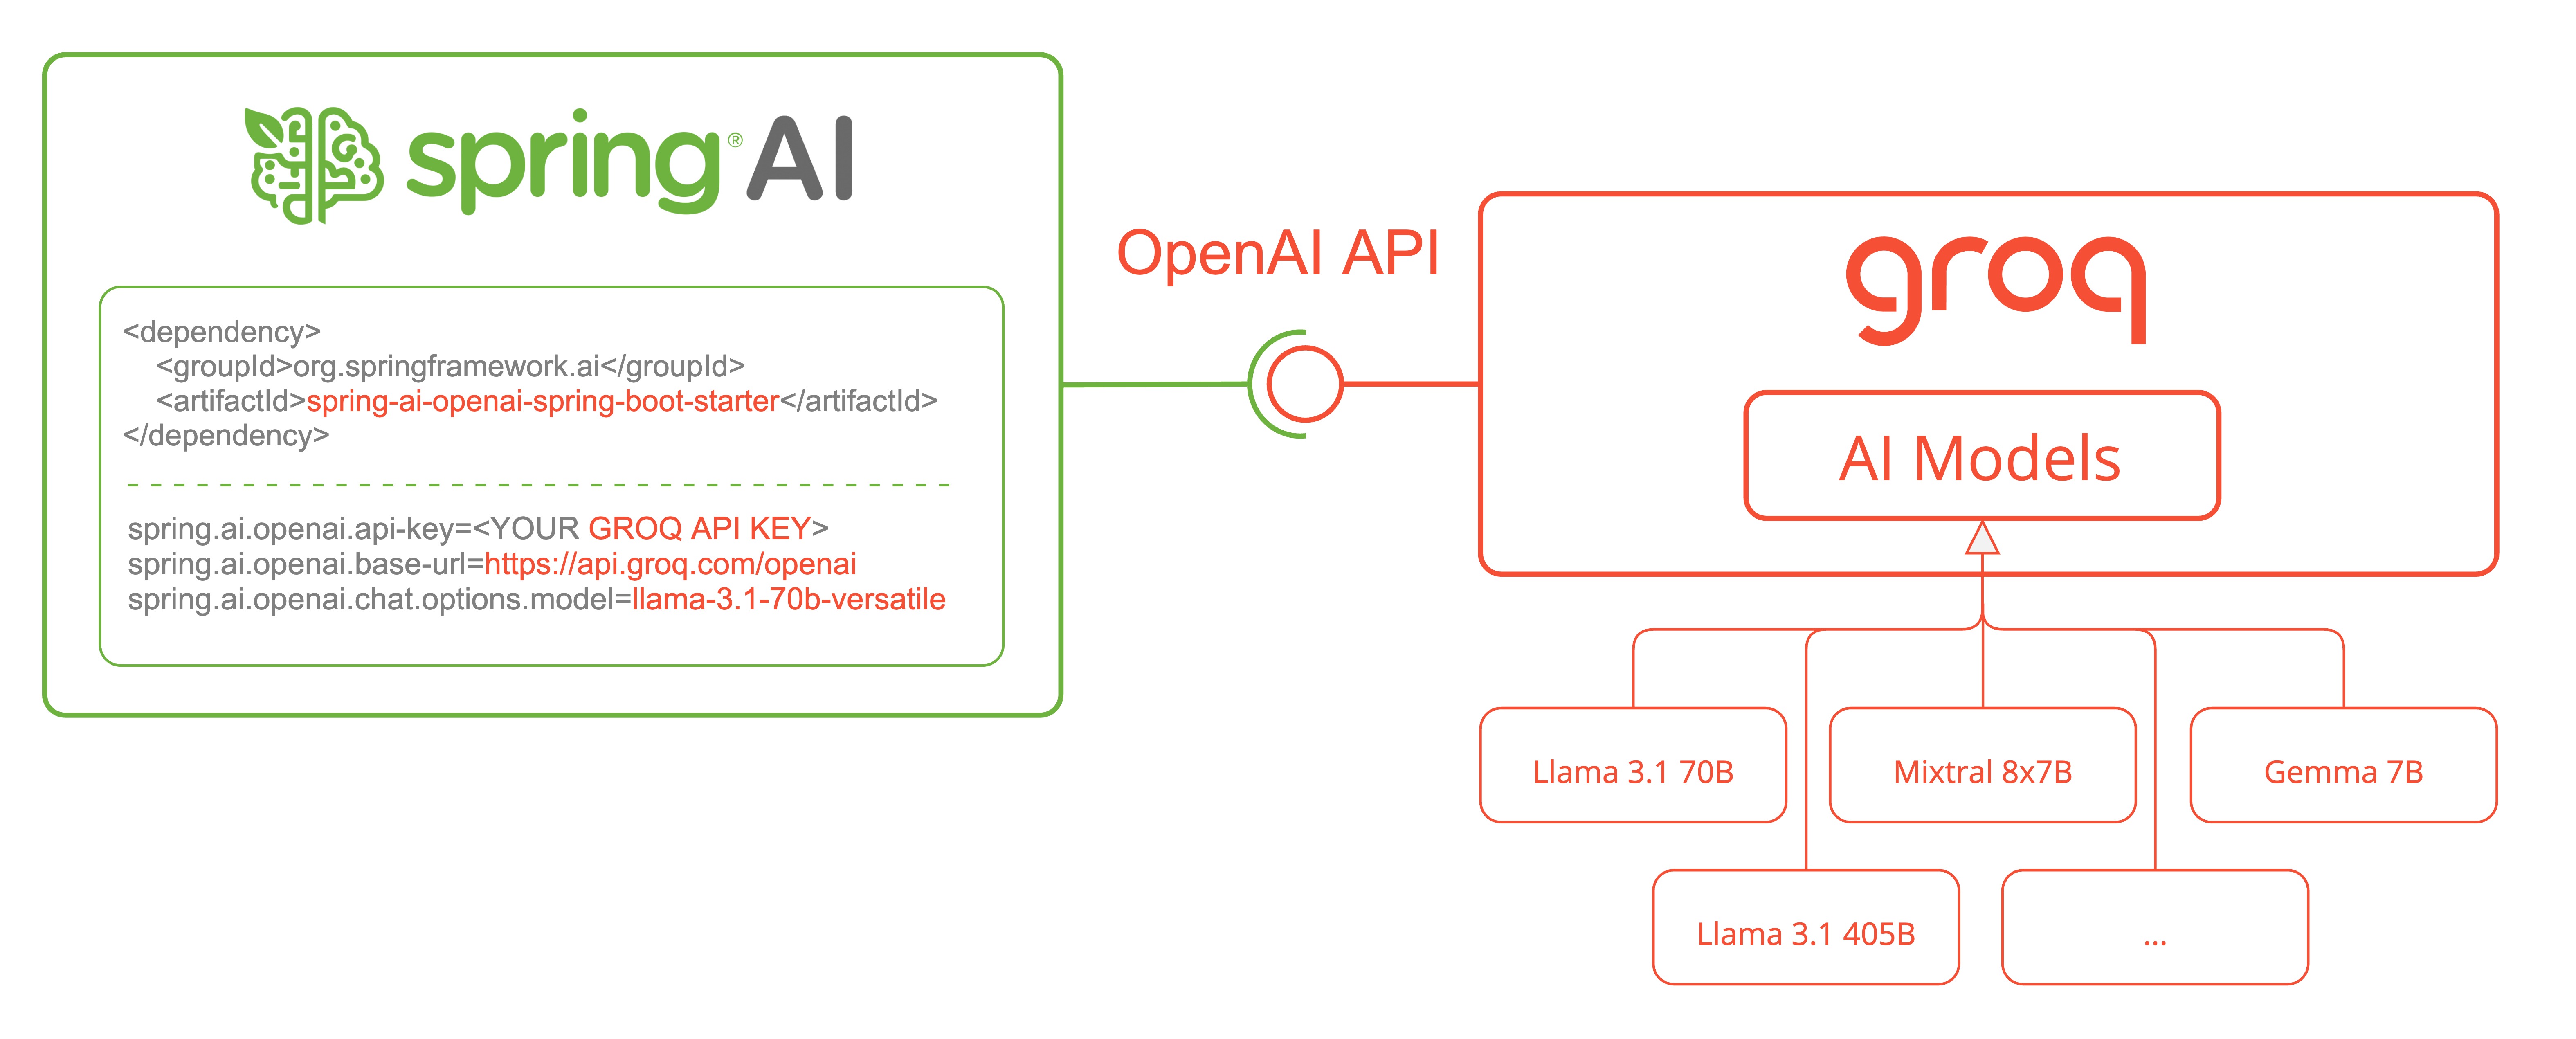 spring® AI
<dependency>
<groupId>org.springframework.ai</groupId>
<artifactId>spring-ai-openai-spring-boot-starter</artifactId>
</dependency>
spring.ai.openai.api-key=<YOUR GROQ API KEY>
spring.ai.openai.base-url=https://api.groq.com/openai
spring.ai.openai.chat.options.model=llama-3.1-70b-versatile
OpenAI API
groq
AI Models
Llama 3.1 70B
Mixtral 8x7B
Gemma 7B
Llama 3.1 405B
...